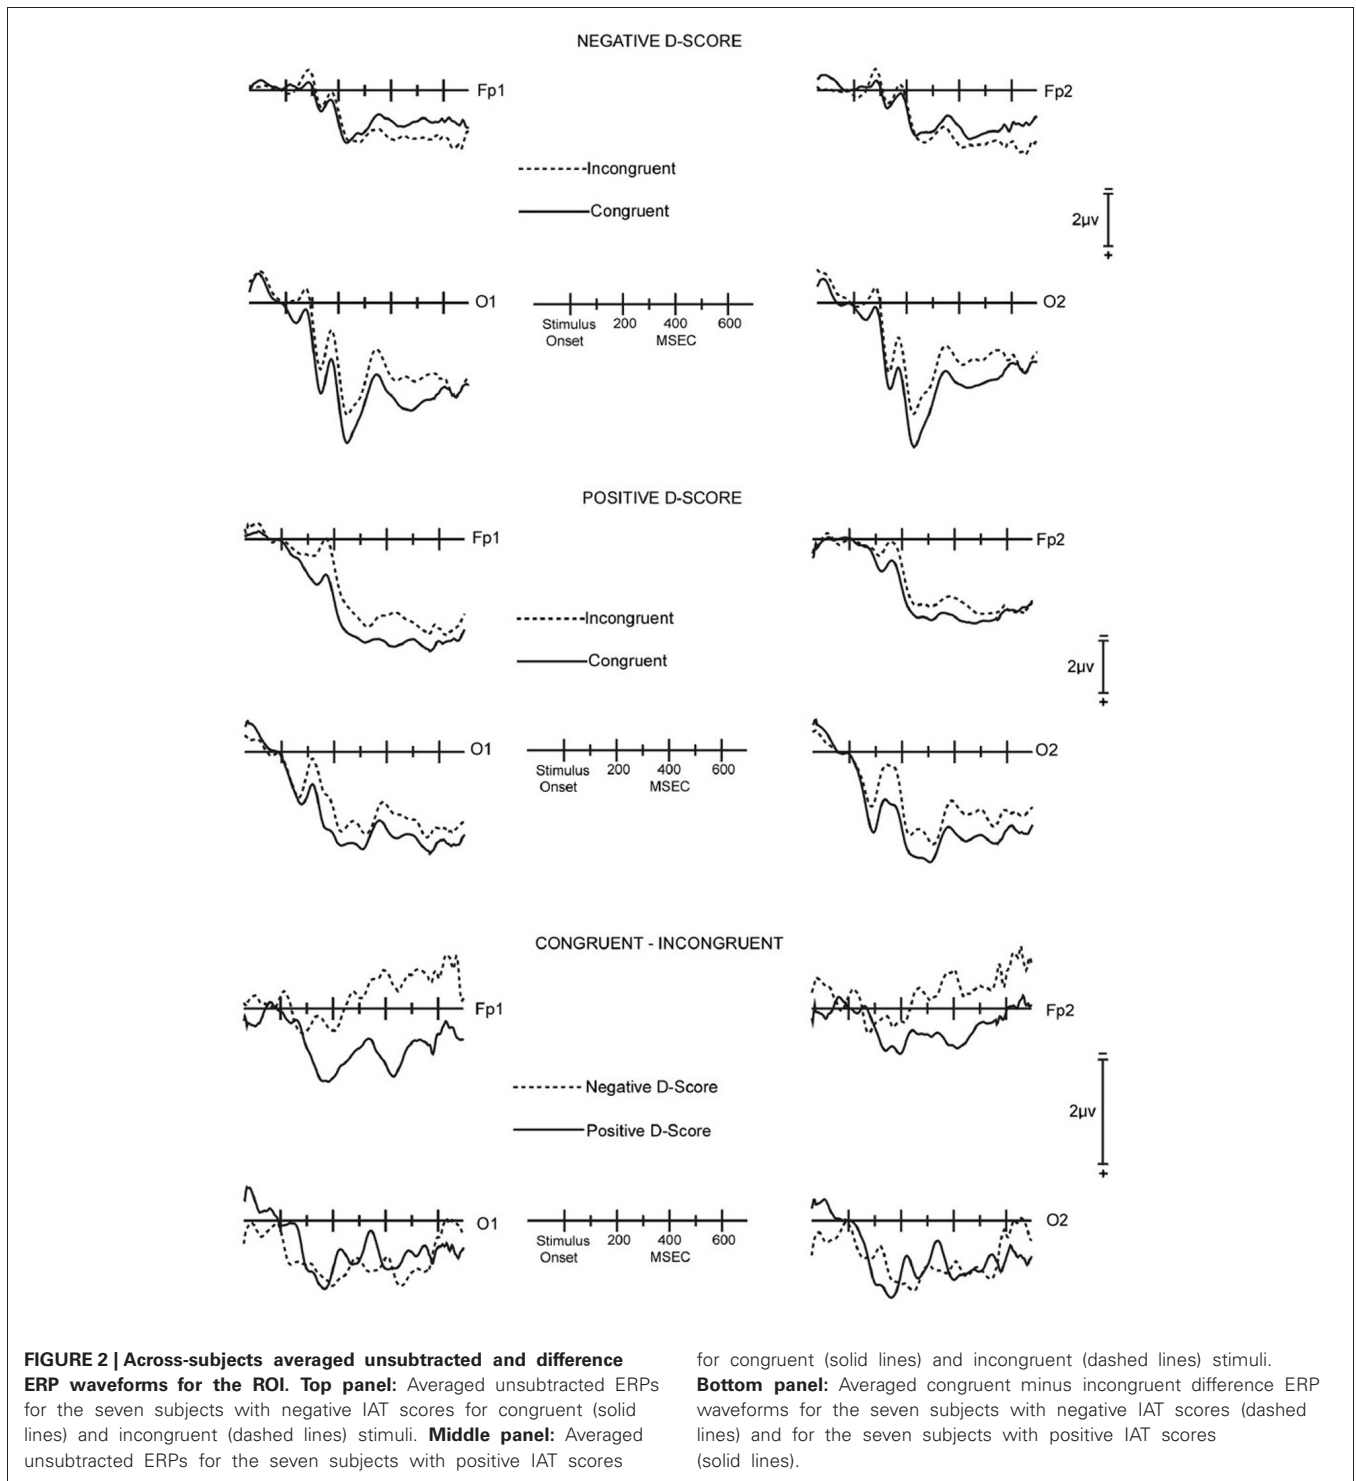 NEGATIVE D-SCORE
Fp1
Fp2
Incongruent
Congruent
–
2µv
+
O1
O2
Stimulus Onset
200
400
600
MSEC
POSITIVE D-SCORE
Fp1
Fp2
Incongruent
Congruent
–
2µv
+
O1
O2
Stimulus Onset
200
400
600
MSEC
CONGRUENT - INCONGRUENT
Fp1
Fp2
Negative D-Score
Positive D-Score
–
2µv
+
O1
O2
Stimulus Onset
200
400
600
MSEC
FIGURE 2 | Across-subjects averaged unsubtracted and difference
ERP waveforms for the ROI. Top panel: Averaged unsubtracted ERPs
for the seven subjects with negative IAT scores for congruent (solid
lines) and incongruent (dashed lines) stimuli. Middle panel: Averaged
unsubtracted ERPs for the seven subjects with positive IAT scores
for congruent (solid lines) and incongruent (dashed lines) stimuli.
Bottom panel: Averaged congruent minus incongruent difference ERP
waveforms for the seven subjects with negative IAT scores (dashed
lines) and for the seven subjects with positive IAT scores
(solid lines).